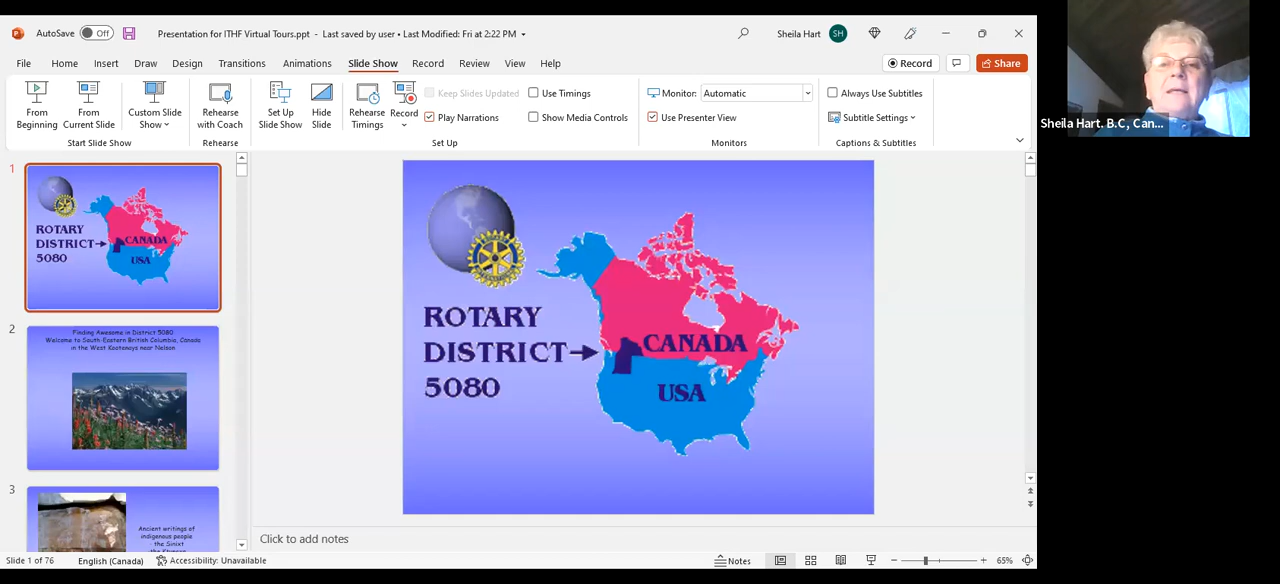 AutoSave Off Presentation for ITHF Virtual Tours.ppt - Last saved by user • Last Modified: Fri at 2:22 PM Sheila Hart SH
File Home Insert Draw Design Transitions Animations Slide Show Record Review View Help Record Share
From Beginning
From Current Slide
Custom Slide Show
Start Slide Show
Rehearse with Coach
Rehearse
Set Up Slide Show
Hide Slide
Rehearse Timings
Record
Keep Slides Updated
Play Narrations
Use Timings
Show Media Controls
Set Up
Monitor: Automatic
Use Presenter View
Monitors
Always Use Subtitles
Subtitle Settings
Captions & Subtitles
Sheila Hart. B.C, Can...
1
ROTARY
DISTRICT
5080
CANADA
USA
2
Finding Awesome in District 5080
Welcome to South-Eastern British Columbia, Canada
in the West Kootenays near Nelson
3
Ancient writings of
indigenous people
- the Sinixt
ROTARY
DISTRICT
5080
CANADA
USA
Click to add notes
Slide 1 of 76 English (Canada) Accessibility: Unavailable Notes 65%